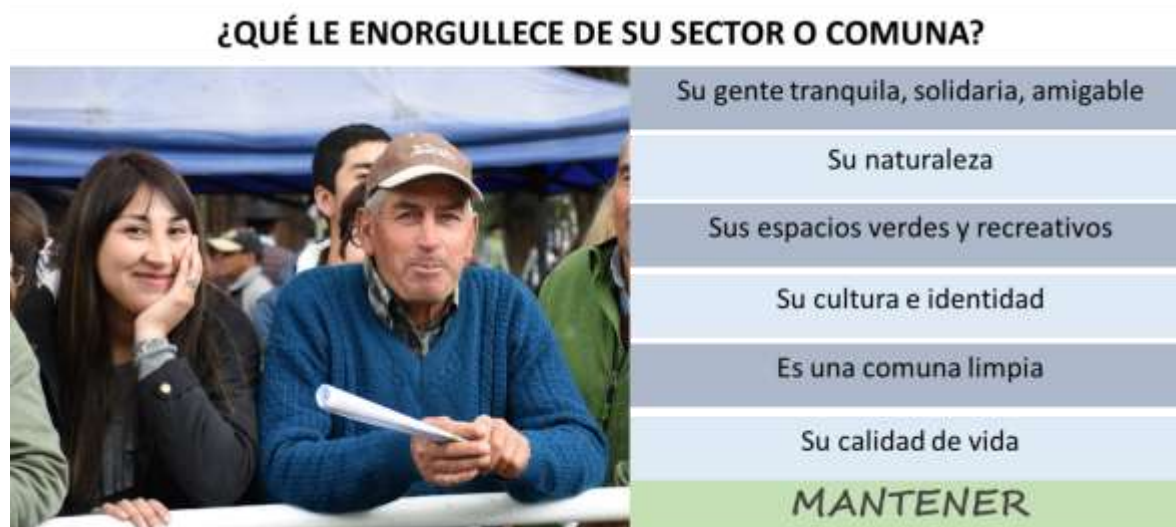 ¿QUÉ LE ENORGULLECE DE SU SECTOR O COMUNA?
Su gente tranquila, solidaria, amigable
Su naturaleza
Sus espacios verdes y recreativos
Su cultura e identidad
Es una comuna limpia
Su calidad de vida
MANTENER